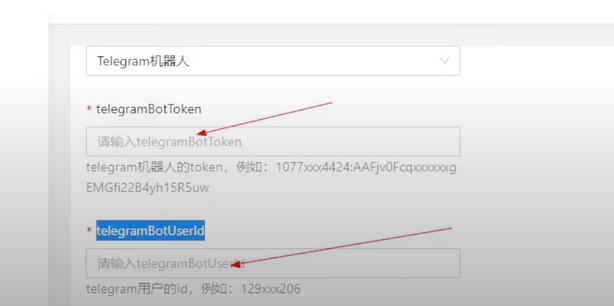 Telegram机器人
* telegramBotToken
请输入telegramBotToken
telegram机器人的token，例如：1077xxx4424:AAFjv0Fcqxxxxxxg
EMGfi22B4yh15R5uw
* telegramBotUserId
请输入telegramBotUserId
telegram用户的id，例如：129xxx206